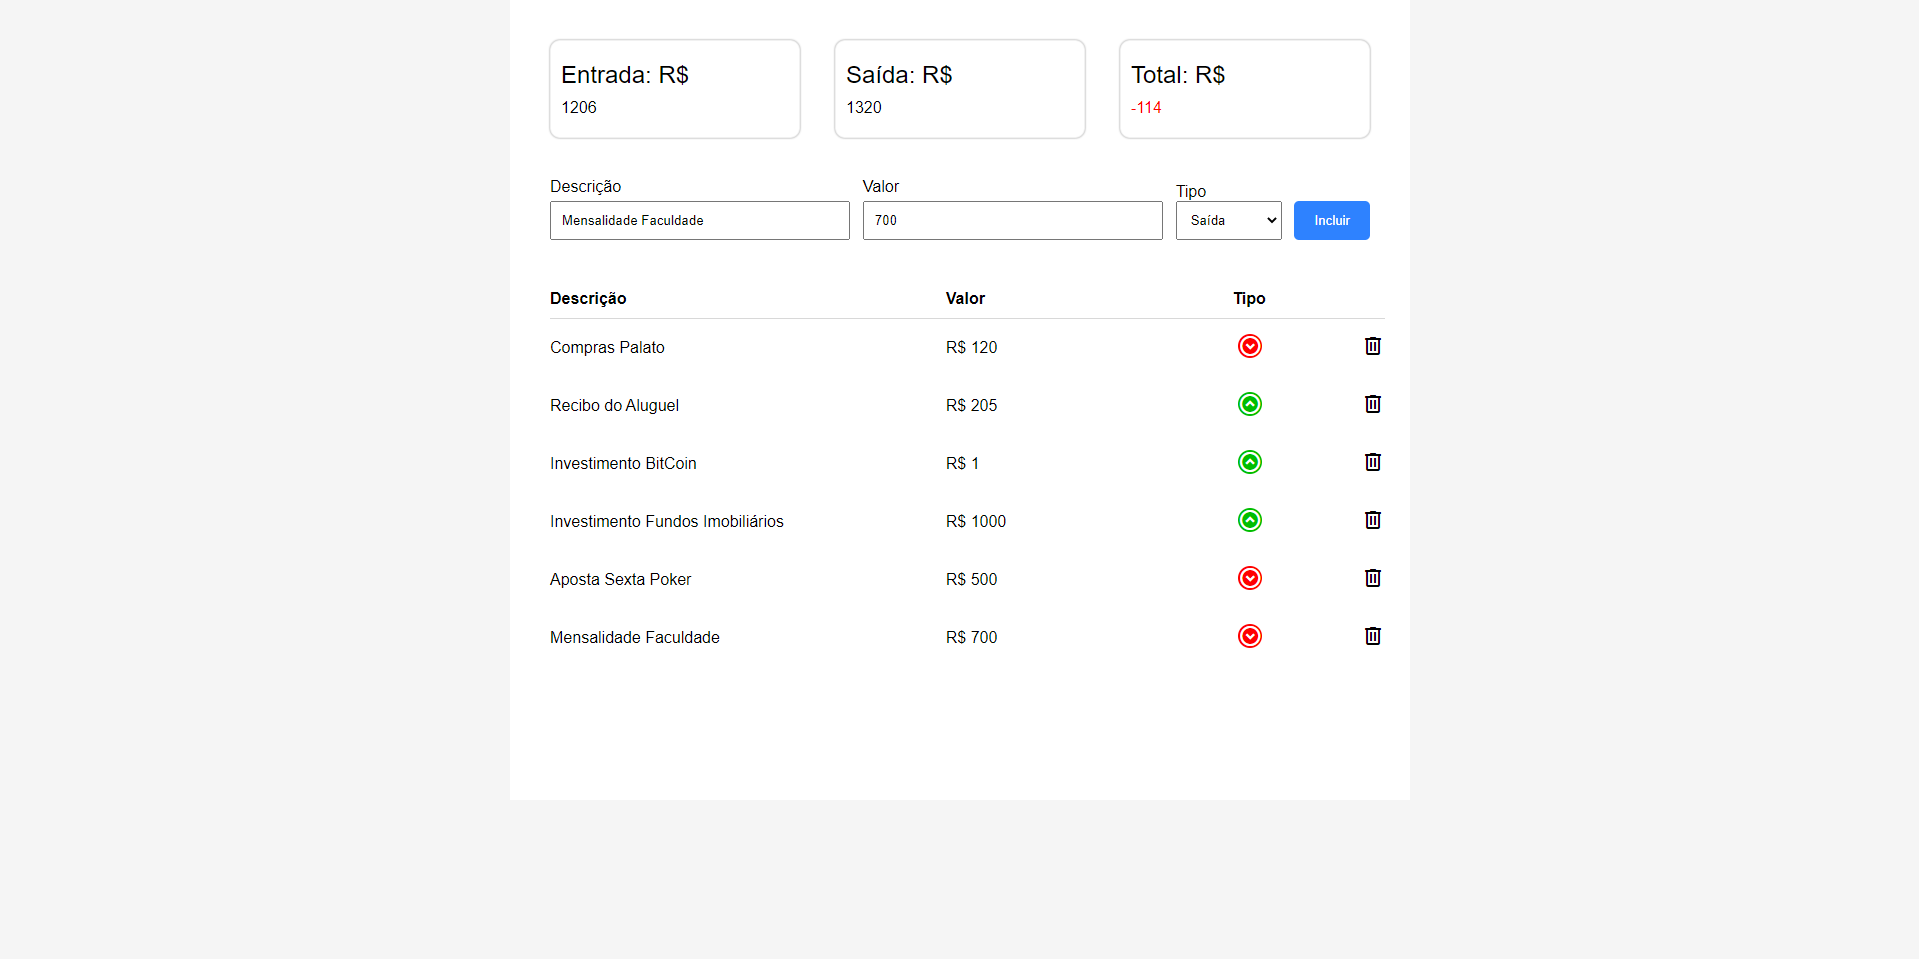 Entrada: R$ Saída: R$ Total: R$
1206 1320 -114
Descrição Valor Tipo
Mensalidade Faculdade 700 Saída Incluir
Descrição Valor Tipo
Compras Palato R$ 120
Recibo do Aluguel R$ 205
Investimento BitCoin R$ 1
Investimento Fundos Imobiliários R$ 1000
Aposta Sexta Poker R$ 500
Mensalidade Faculdade R$ 700